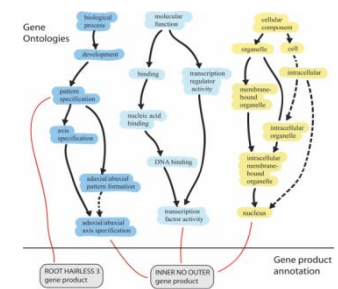 Gene
Ontologies
biological
process
development
pattern
specification
axis
specification
adaxial/abaxial
pattern formation
adaxial/abaxial
axis specification
molecular
function
binding
transcription
regulator
activity
nucleic acid
binding
DNA binding
transcription
factor activity
cellular
component
organelle
cell
intracellular
membrane-
bound
organelle
intracellular
organelle
intracellular
membrane-
bound
organelle
nucleus
Gene product
annotation
ROOT HAIRLESS 3
gene product
INNER NO OUTER
gene product